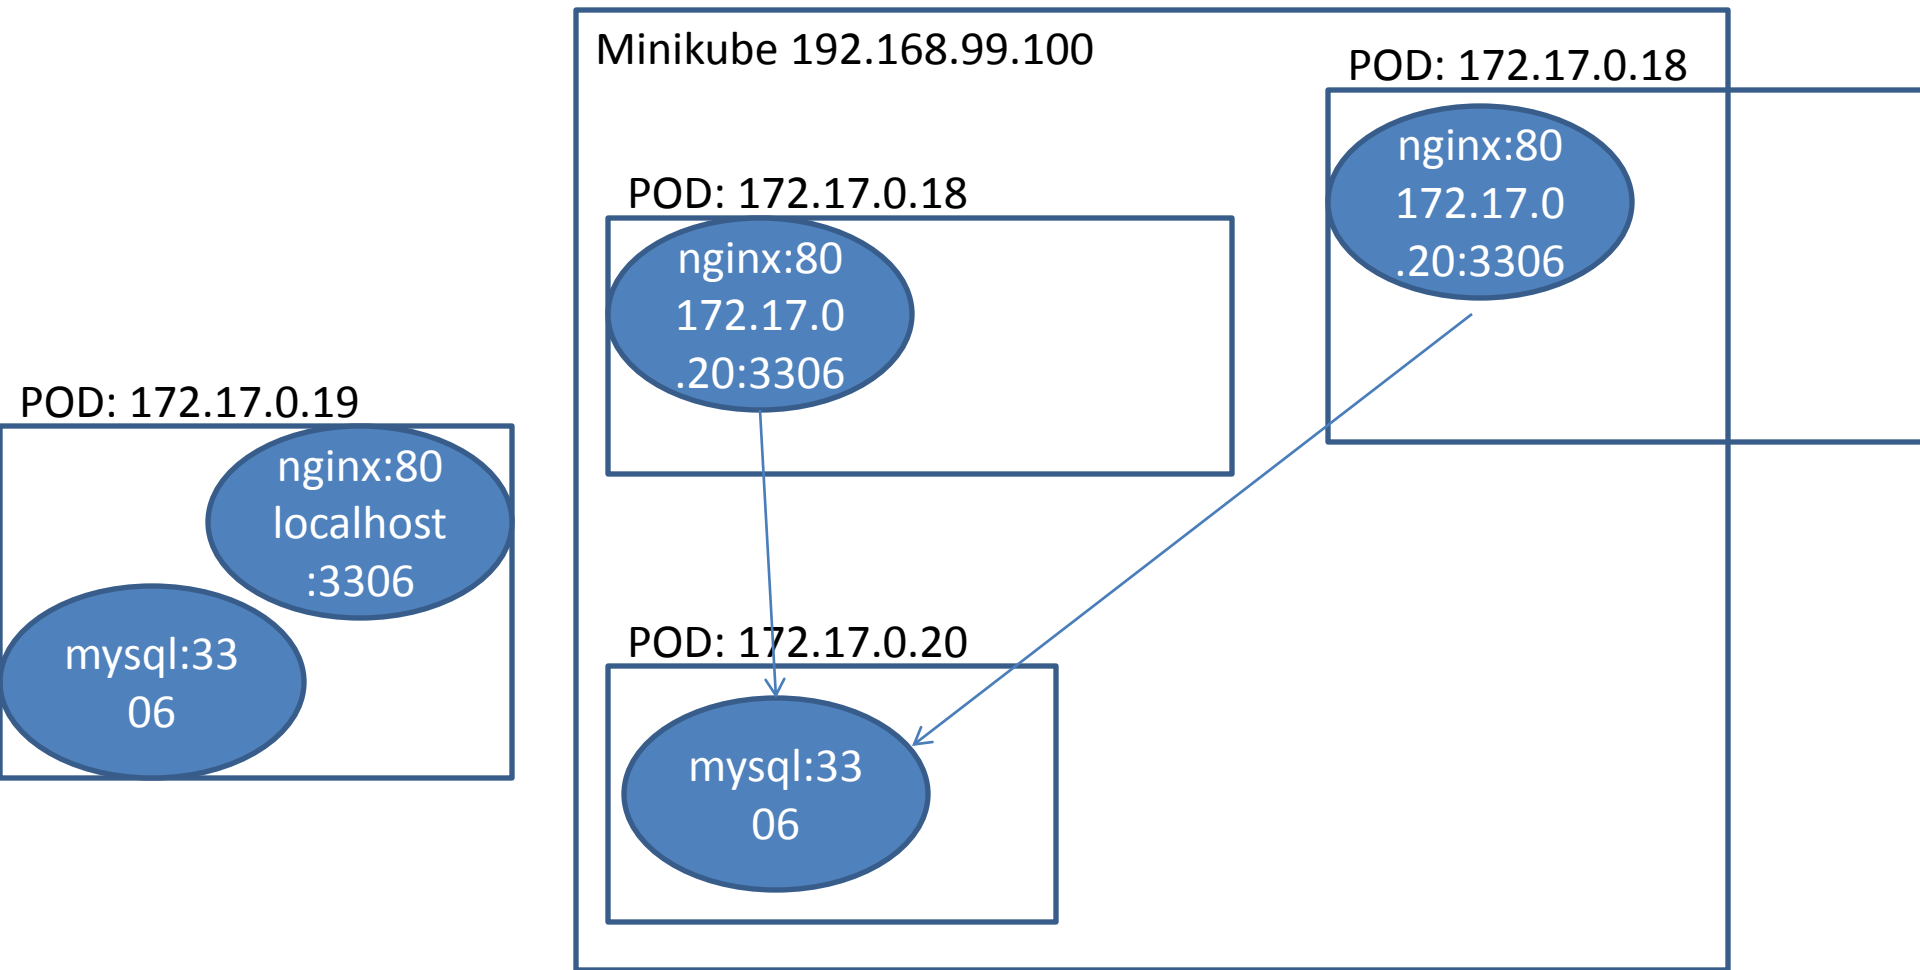 Minikube 192.168.99.100
POD: 172.17.0.18
nginx:80
172.17.0
.20:3306
POD: 172.17.0.18
nginx:80
172.17.0
.20:3306
POD: 172.17.0.19
nginx:80
localhost
:3306
mysql:33
06
POD: 172.17.0.20
mysql:33
06